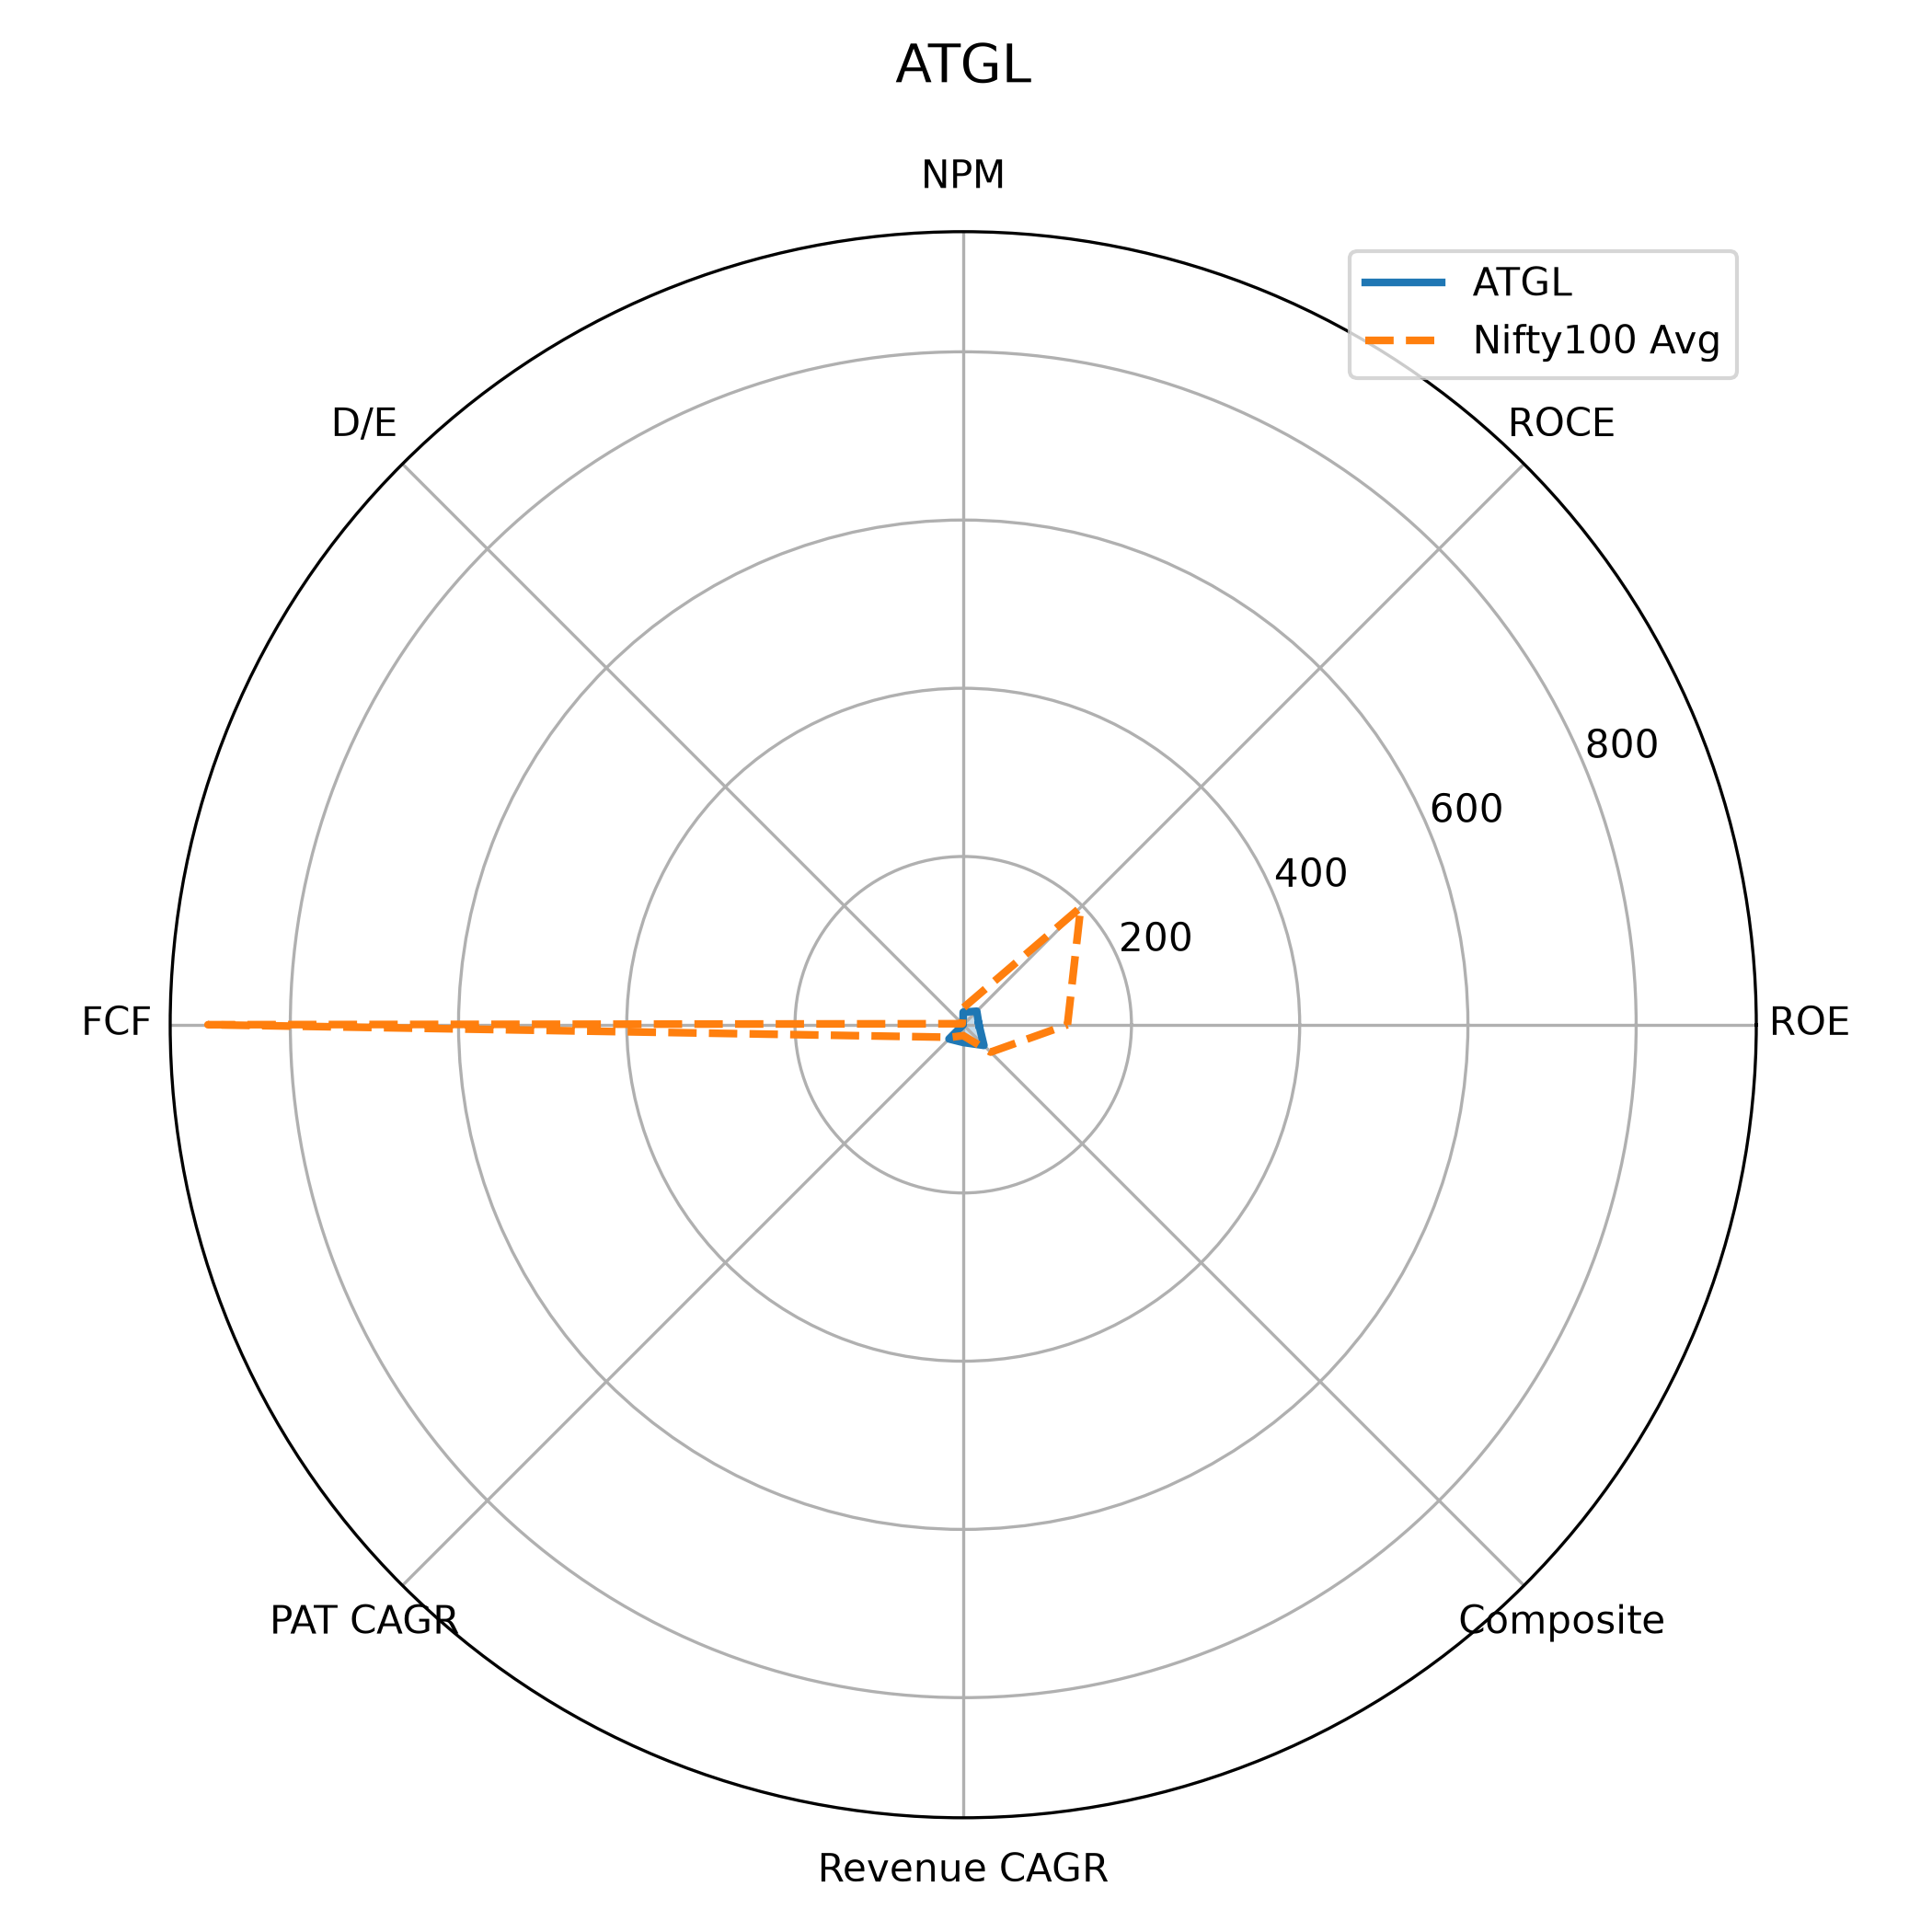 ATGL
NPM
ATGL
Nifty100 Avg
D/E
ROCE
800
600
400
200
FCF
ROE
PAT CAGR
Composite
Revenue CAGR